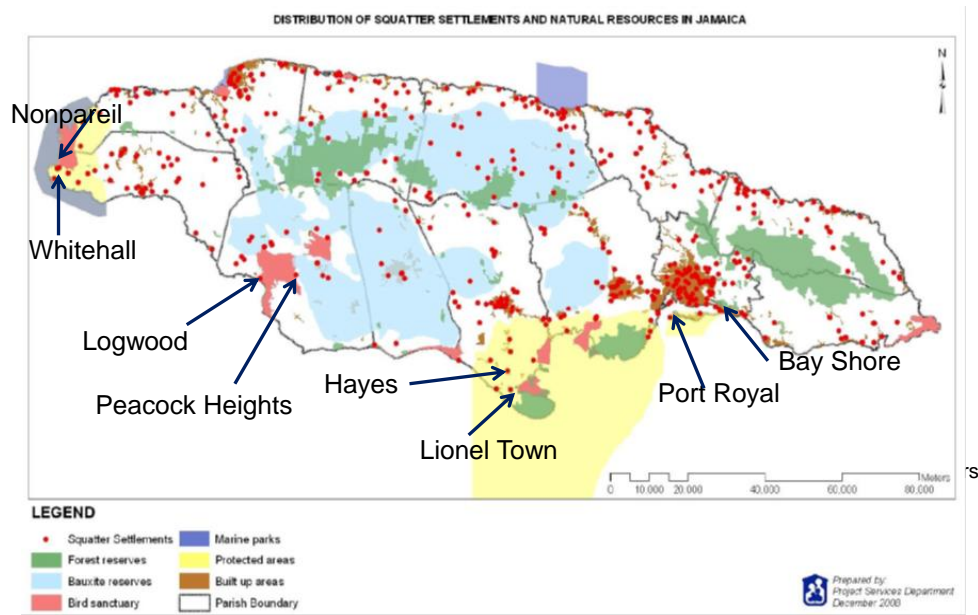 DISTRIBUTION OF SQUATTER SETTLEMENTS AND NATURAL RESOURCES IN JAMAICA
N
Nonpareil
Whitehall
Logwood
Peacock Heights
Hayes
Lionel Town
Port Royal
Bay Shore
Meters
rs
0 10,000 20,000 40,000 60,000 80,000
LEGEND
Squatter Settlements
Forest reserves
Bauxite reserves
Bird sanctuary
Marine parks
Protected areas
Built up areas
Parish Boundary
Prepared by:
Project Services Department
December 2008